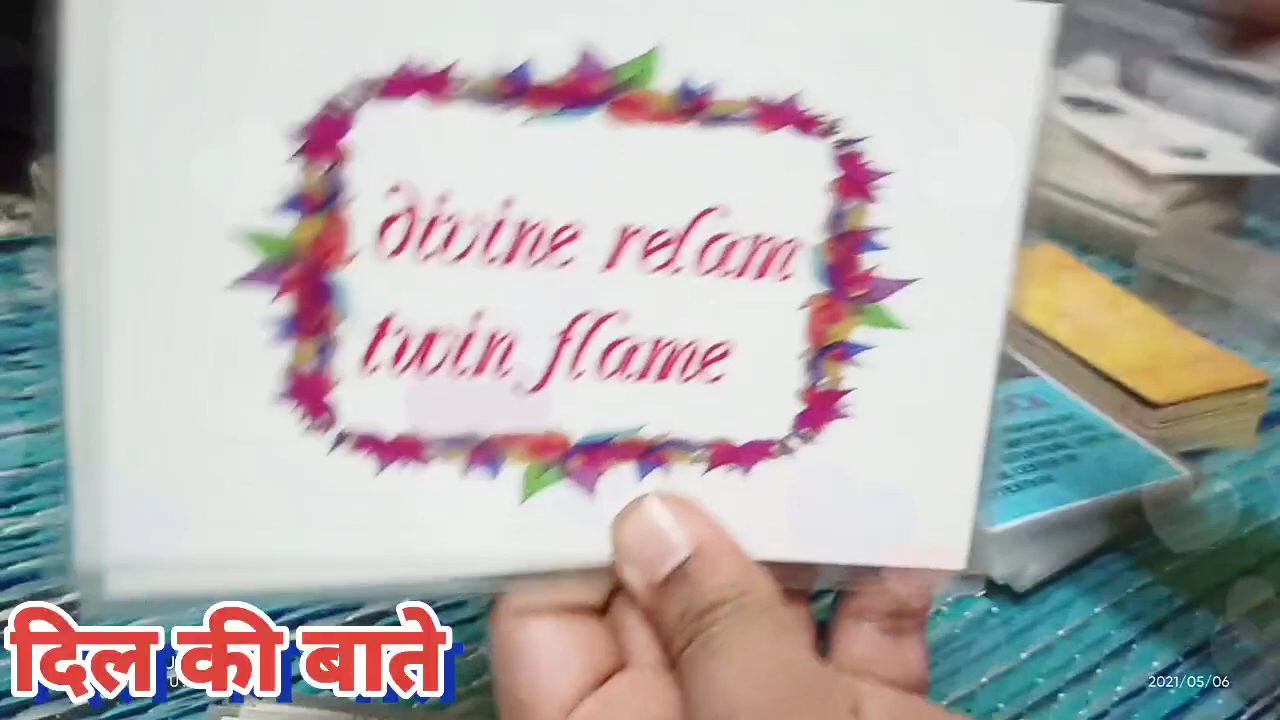 divine relam
twin flame
दिल की बाते
2021/05/06